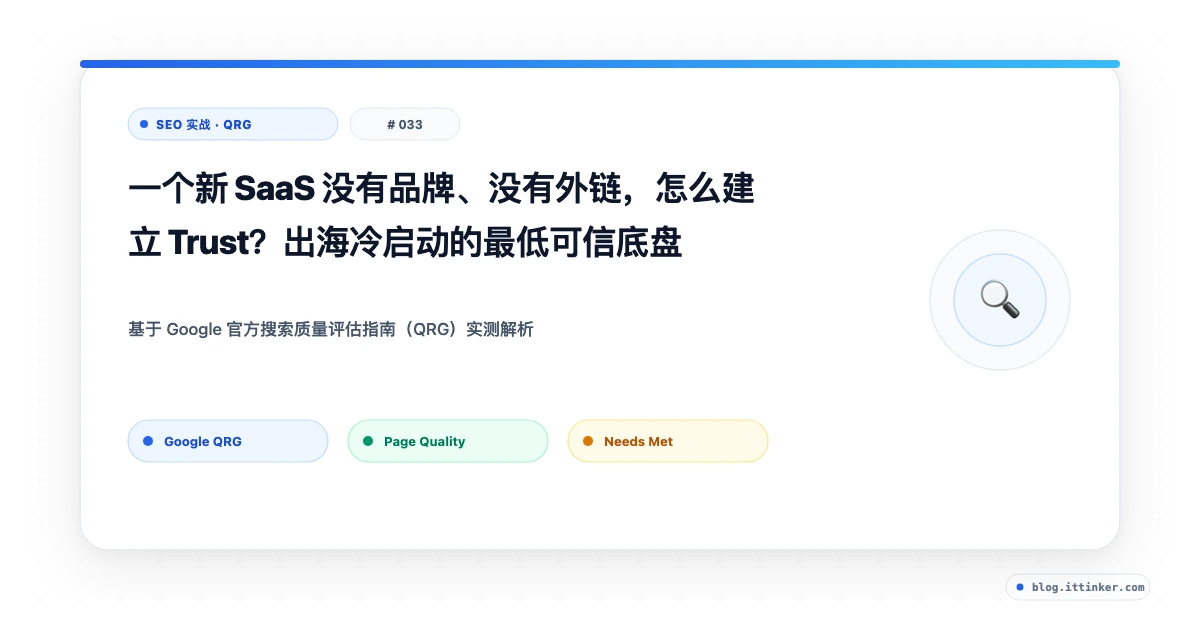 SEO 实战 · QRG
# 033
一个新 SaaS 没有品牌、没有外链，怎么建
立 Trust？出海冷启动的最低可信底盘
基于 Google 官方搜索质量评估指南（QRG）实测解析
Google QRG
Page Quality
Needs Met
blog.ittinker.com